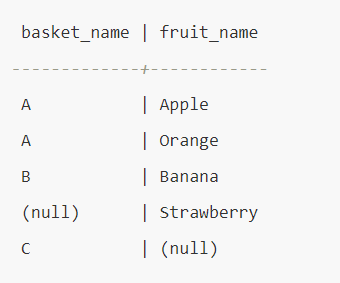 basket_name | fruit_name
-------------+------------
A | Apple
A | Orange
B | Banana
(null) | Strawberry
C | (null)